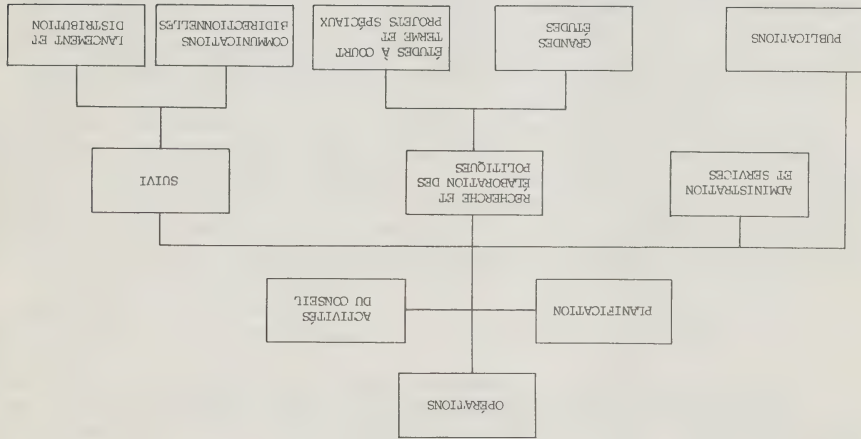 OPÉRATIONS
PLANIFICATION
ACTIVITÉS
DU CONSEIL
ADMINISTRATION
ET SERVICES
RECHERCHE ET
ÉLABORATION DES
POLITIQUES
SUIVI
PUBLICATIONS
GRANDES
ÉTUDES
ÉTUDES À COURT
TERME ET
PROJETS SPÉCIAUX
COMMUNICATIONS
BIDIRECTIONNELLES
LANCEMENT ET
DISTRIBUTION